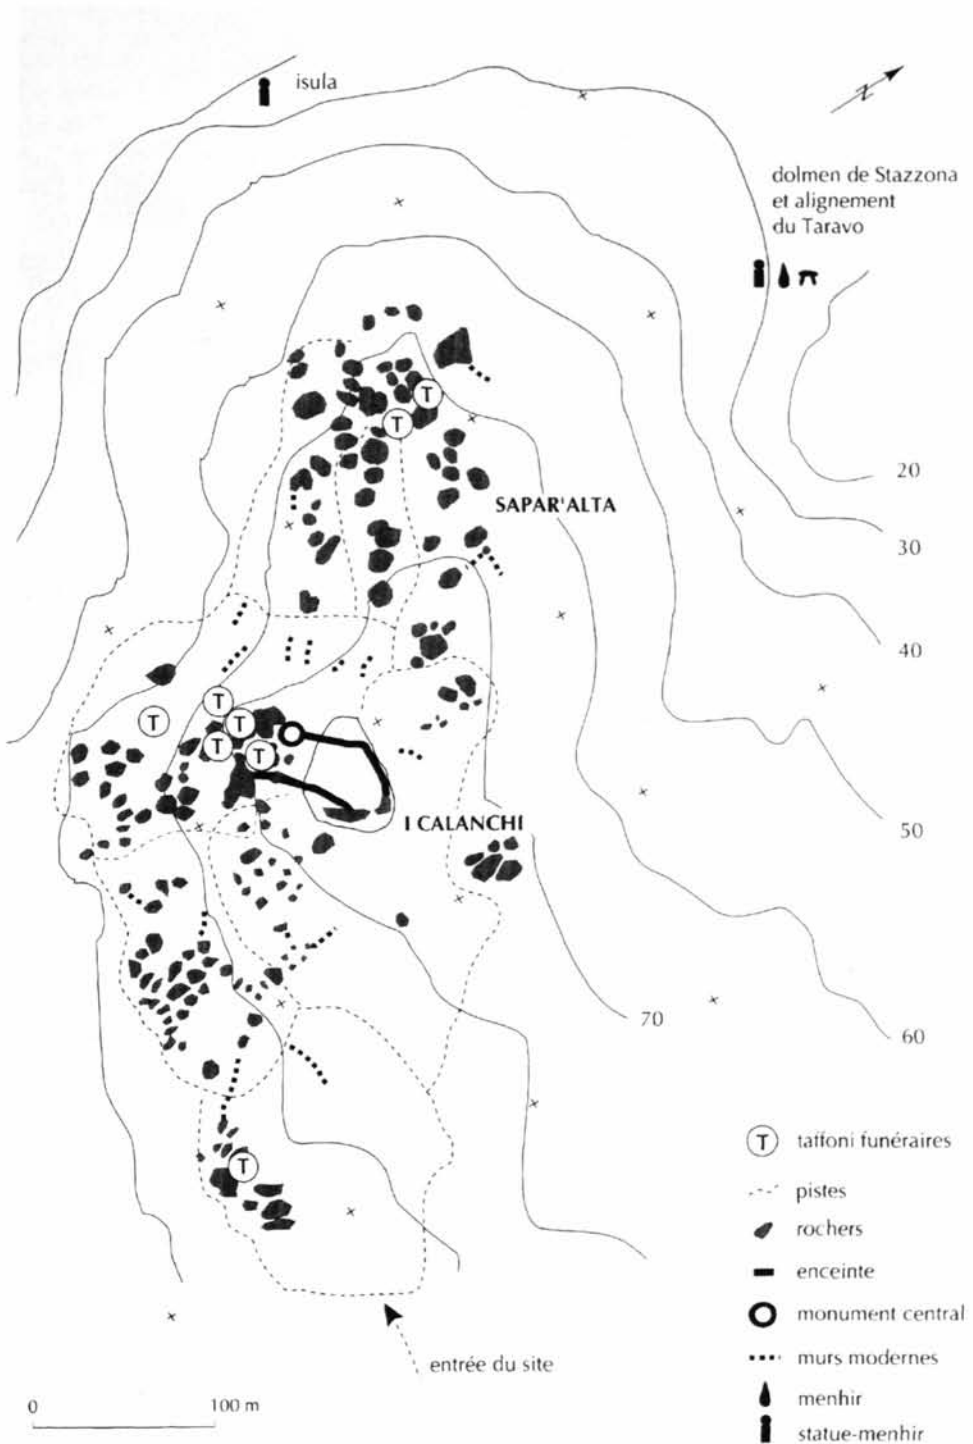 isula
N
dolmen de Stazzona
et alignement
du Taravo
T
T
20
SAPAR'ALTA
30
40
T
T
T
T
T
I CALANCHI
50
70
60
T
T taffoni funéraires
pistes
rochers
enceinte
monument central
entrée du site
murs modernes
menhir
0 100 m
statue-menhir